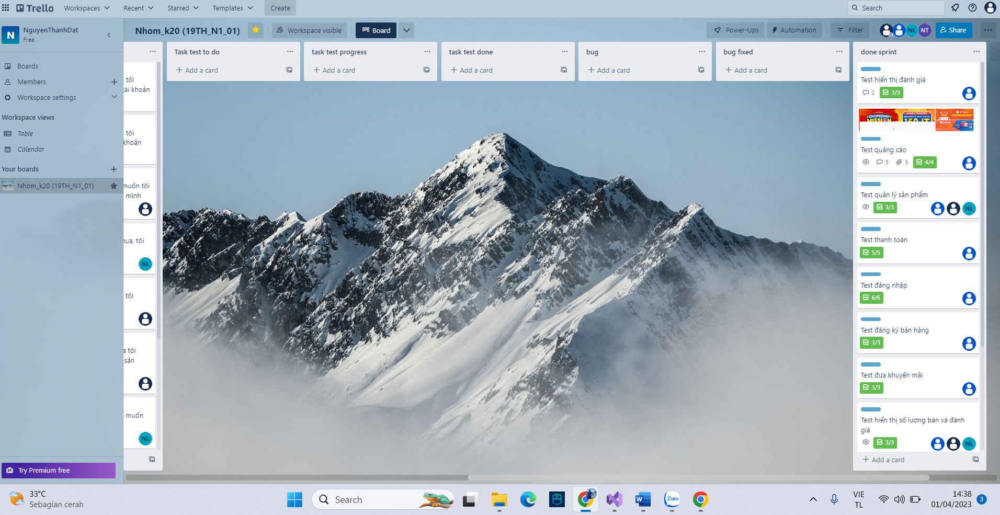 Trello
Workspaces
Recent
Starred
Templates
Create
Search
N
NguyenThanhDat
Free
Nhom_k20 (19TH_N1_01)
Workspace visible
Board
Power-Ups
Automation
Filter
NL
NT
Share
Boards
Members
Workspace settings
Workspace views
Table
Calendar
Your boards
Nhom_k20 (19TH_N1_01)
Try Premium free
tôi
tài khoản
tôi
khoản
muốn tôi
mình
mua, tôi
NL
tôi
tôi
sản
muốn
NL
Task test to do
Add a card
task test progress
Add a card
task test done
Add a card
bug
Add a card
bug fixed
Add a card
done sprint
Test hiển thị đánh giá
2
3/3
SHOPEEPAY
MISSION
Test quảng cáo
5
5
4/4
Test quản lý sản phẩm
3/3
NL
Test thanh toán
5/5
Test đăng nhập
6/6
Test đăng ký bán hàng
3/3
Test đưa khuyến mãi
3/3
Test hiển thị số lượng bán và đánh
giá
3/3
NL
Add a card
33°C
Sebagian cerah
Search
Zalo
VIE
TL
14:38
01/04/2023
3